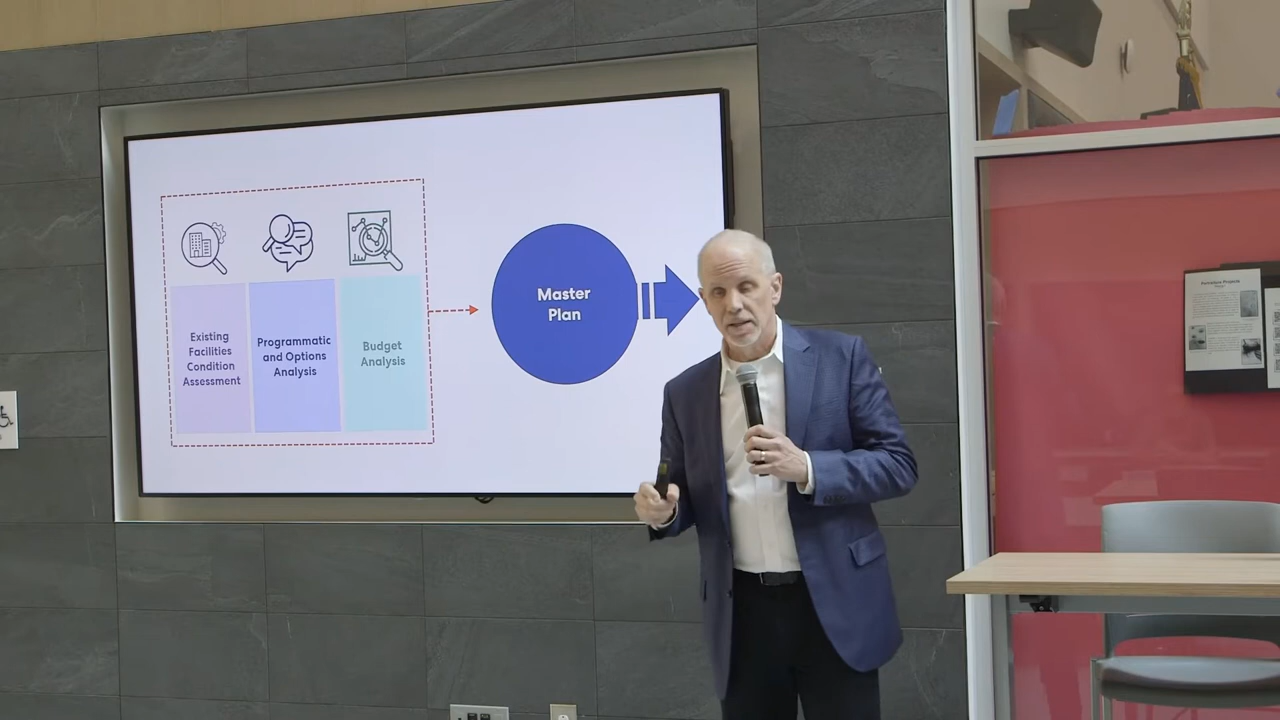 Existing
Facilities
Condition
Assessment
Programmatic
and Options
Analysis
Budget
Analysis
Master
Plan